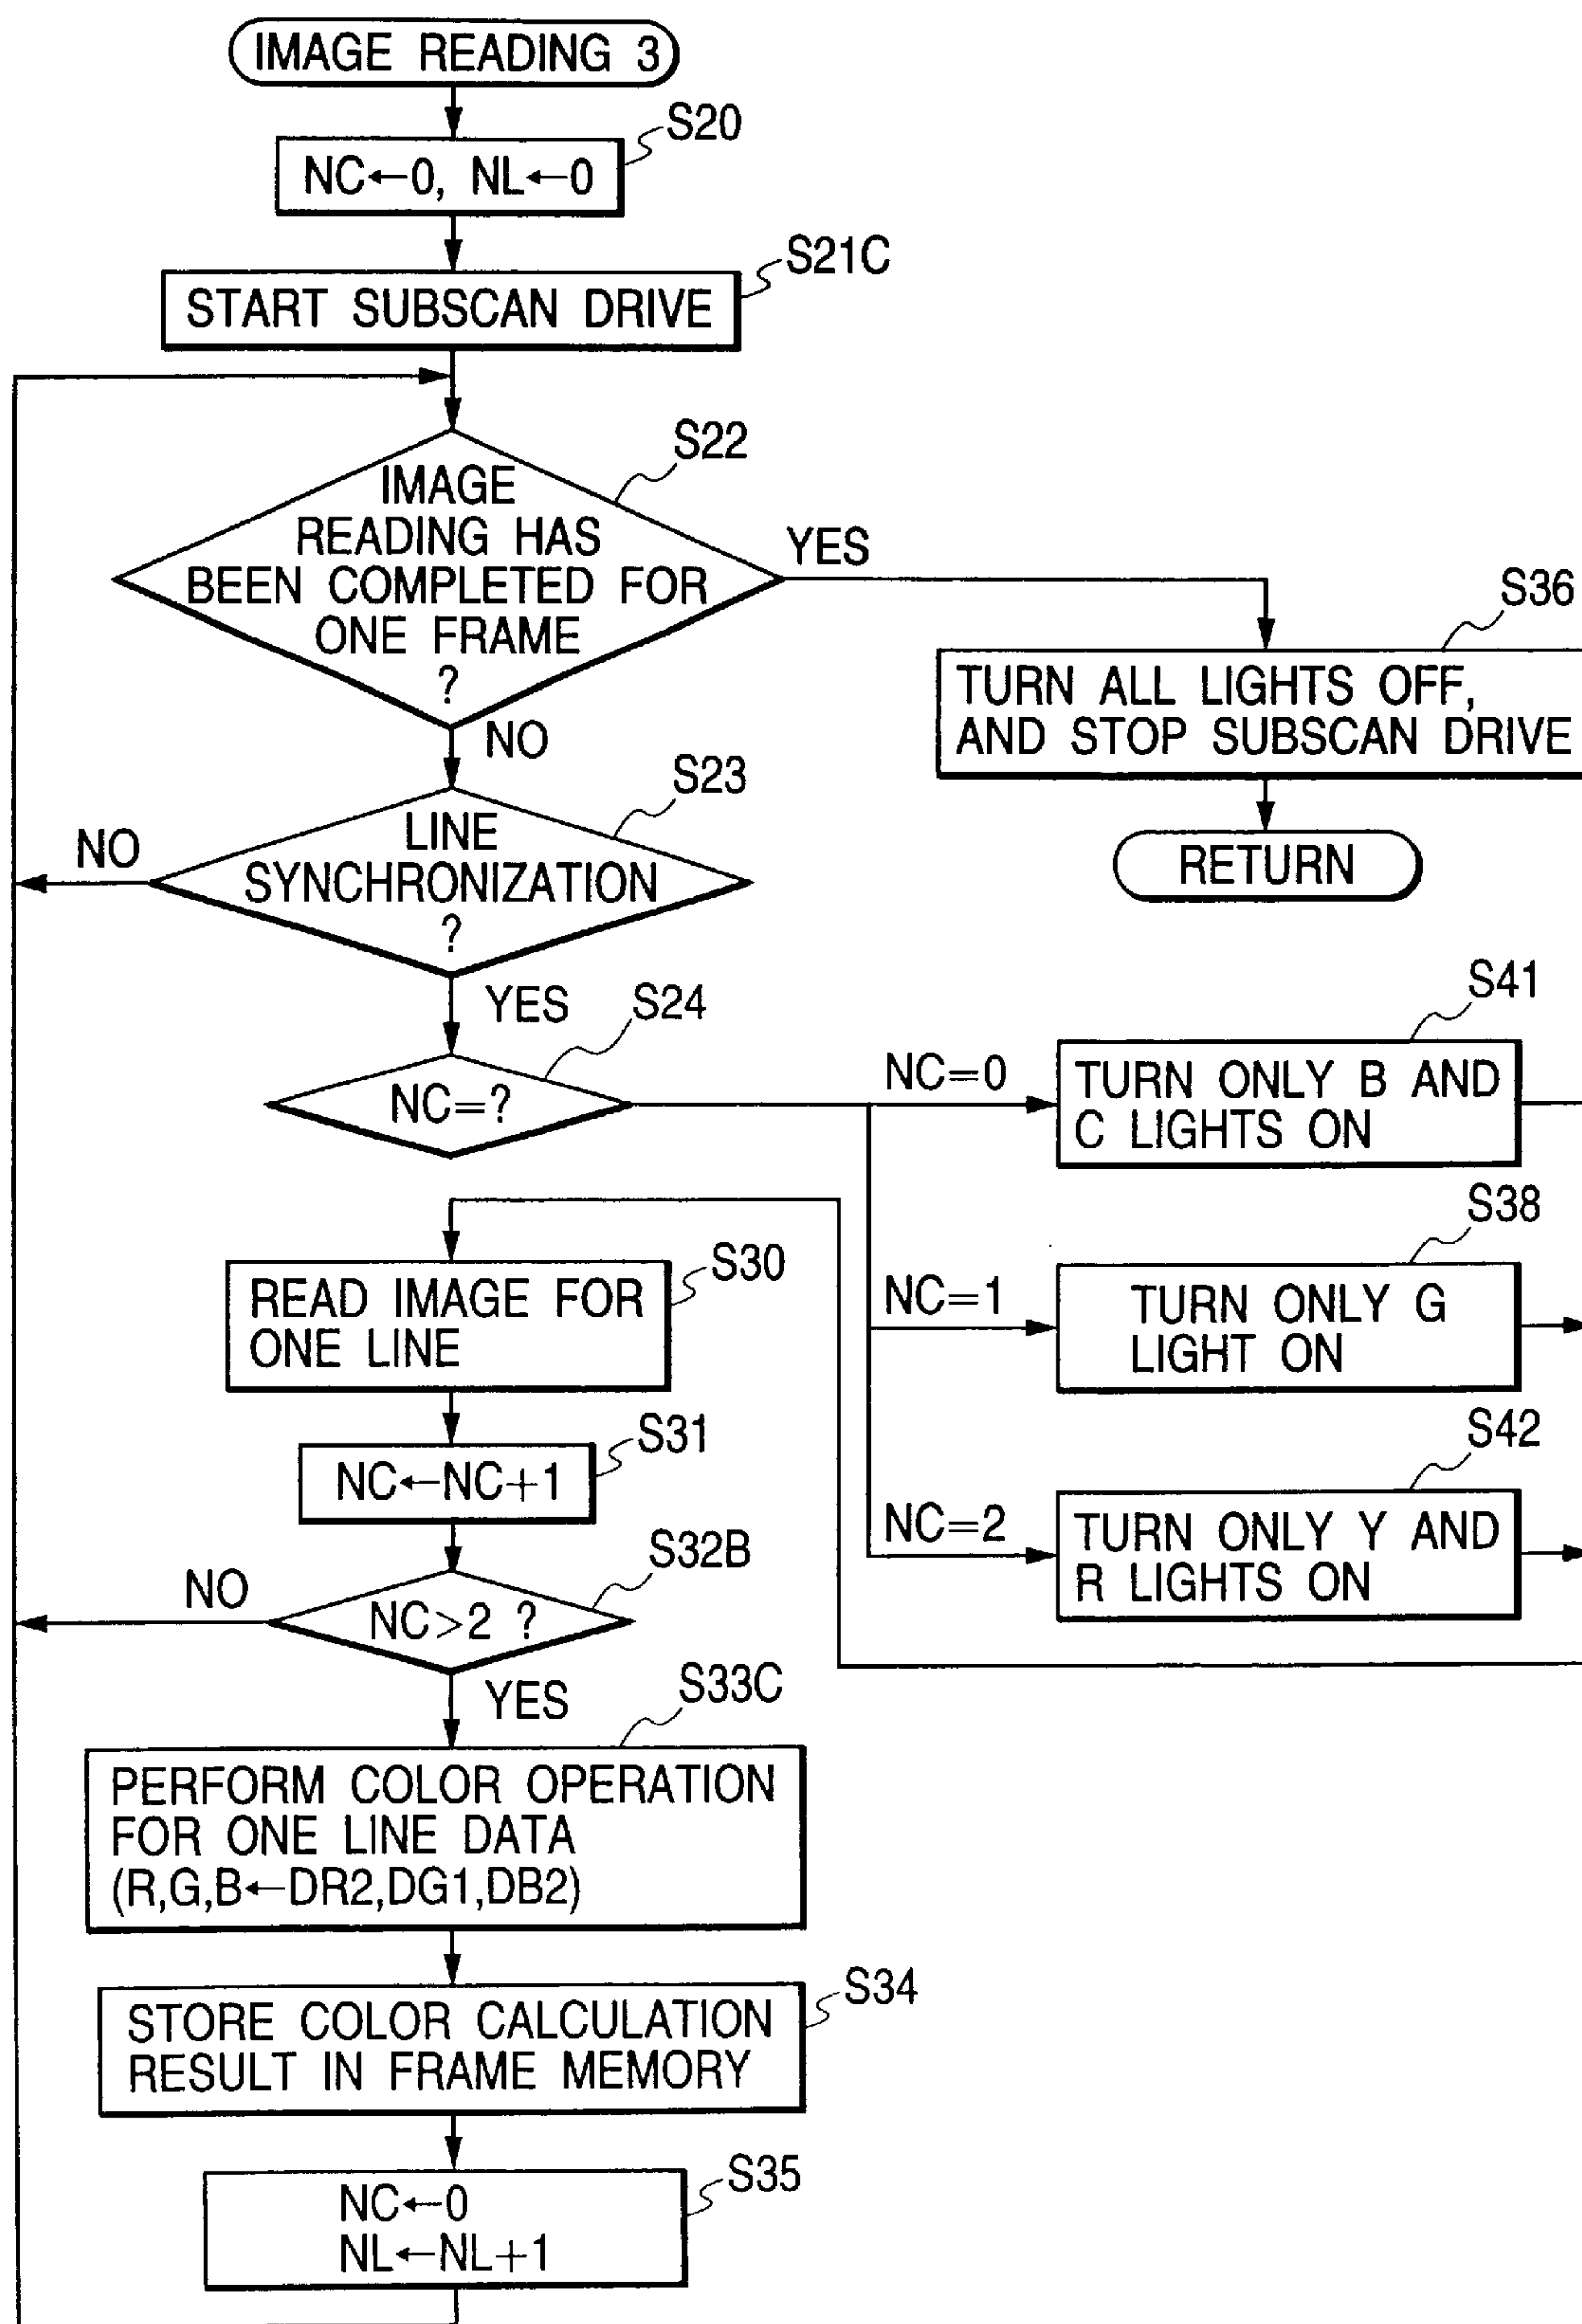 IMAGE READING 3
S20
NC←0, NL←0
S21C
START SUBSCAN DRIVE
S22
IMAGE
READING HAS
BEEN COMPLETED FOR
ONE FRAME
?
YES
NO
S36
TURN ALL LIGHTS OFF,
AND STOP SUBSCAN DRIVE
RETURN
S23
LINE
SYNCHRONIZATION
?
NO
YES
S24
NC=?
NC=0
S41
TURN ONLY B AND
C LIGHTS ON
NC=1
S38
TURN ONLY G
LIGHT ON
NC=2
S42
TURN ONLY Y AND
R LIGHTS ON
S30
READ IMAGE FOR
ONE LINE
S31
NC←NC+1
S32B
NC>2 ?
NO
YES
S33C
PERFORM COLOR OPERATION
FOR ONE LINE DATA
(R,G,B←DR2,DG1,DB2)
S34
STORE COLOR CALCULATION
RESULT IN FRAME MEMORY
S35
NC←0
NL←NL+1